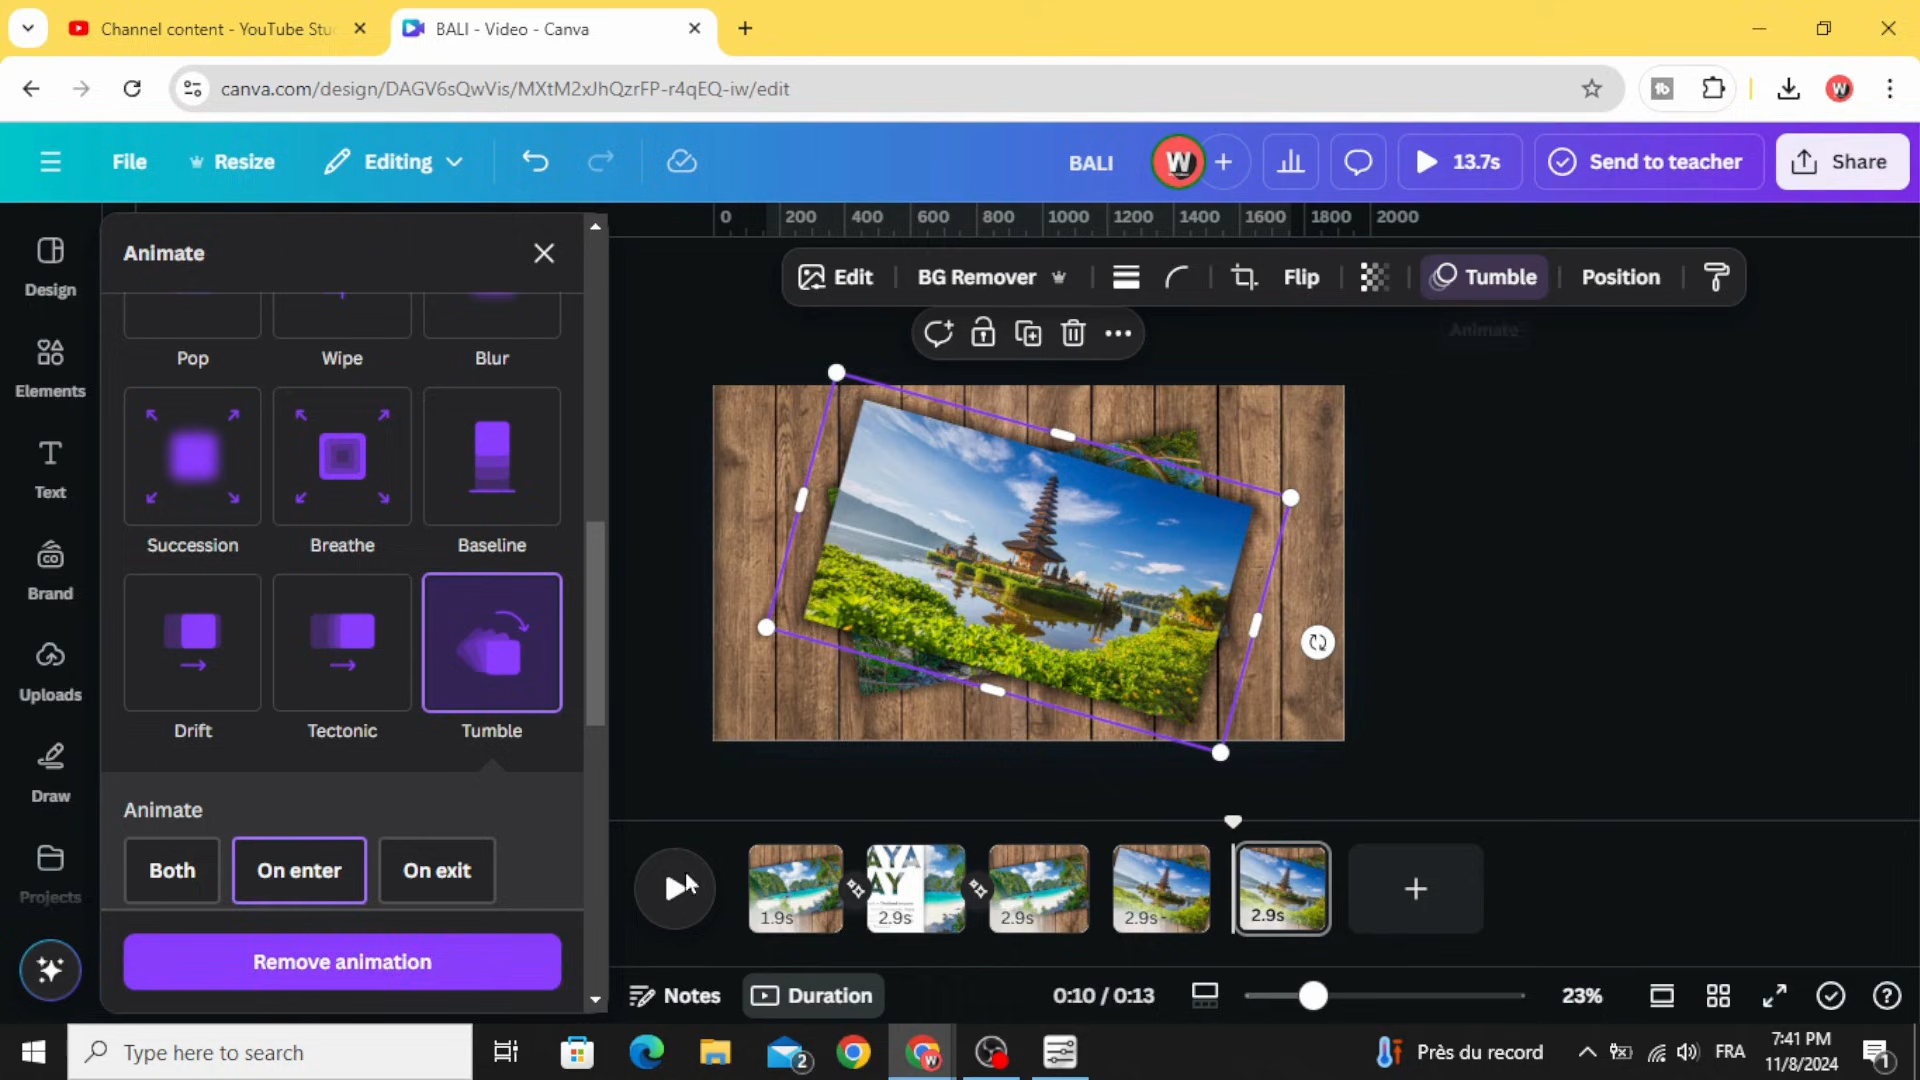 Channel content - YouTube Stu
BALI - Video - Canva
canva.com/design/DAGV6sQwVis/MXtM2xJhQzrFP-r4qEQ-iw/edit
File
Resize
Editing
BALI
W
13.7s
Send to teacher
Share
0 200 400 600 800 1000 1200 1400 1600 1800 2000
Design
Elements
Text
Brand
Uploads
Draw
Projects
Animate
Pop
Wipe
Blur
Succession
Breathe
Baseline
Drift
Tectonic
Tumble
Animate
Both
On enter
On exit
Remove animation
Edit
BG Remover
Flip
Tumble
Position
Animate
1.9s
AYA
AY
2.9s
2.9s
2.9s
2.9s
Notes
Duration
0:10 / 0:13
23%
Type here to search
2
Près du record
FRA
7:41 PM
11/8/2024
1